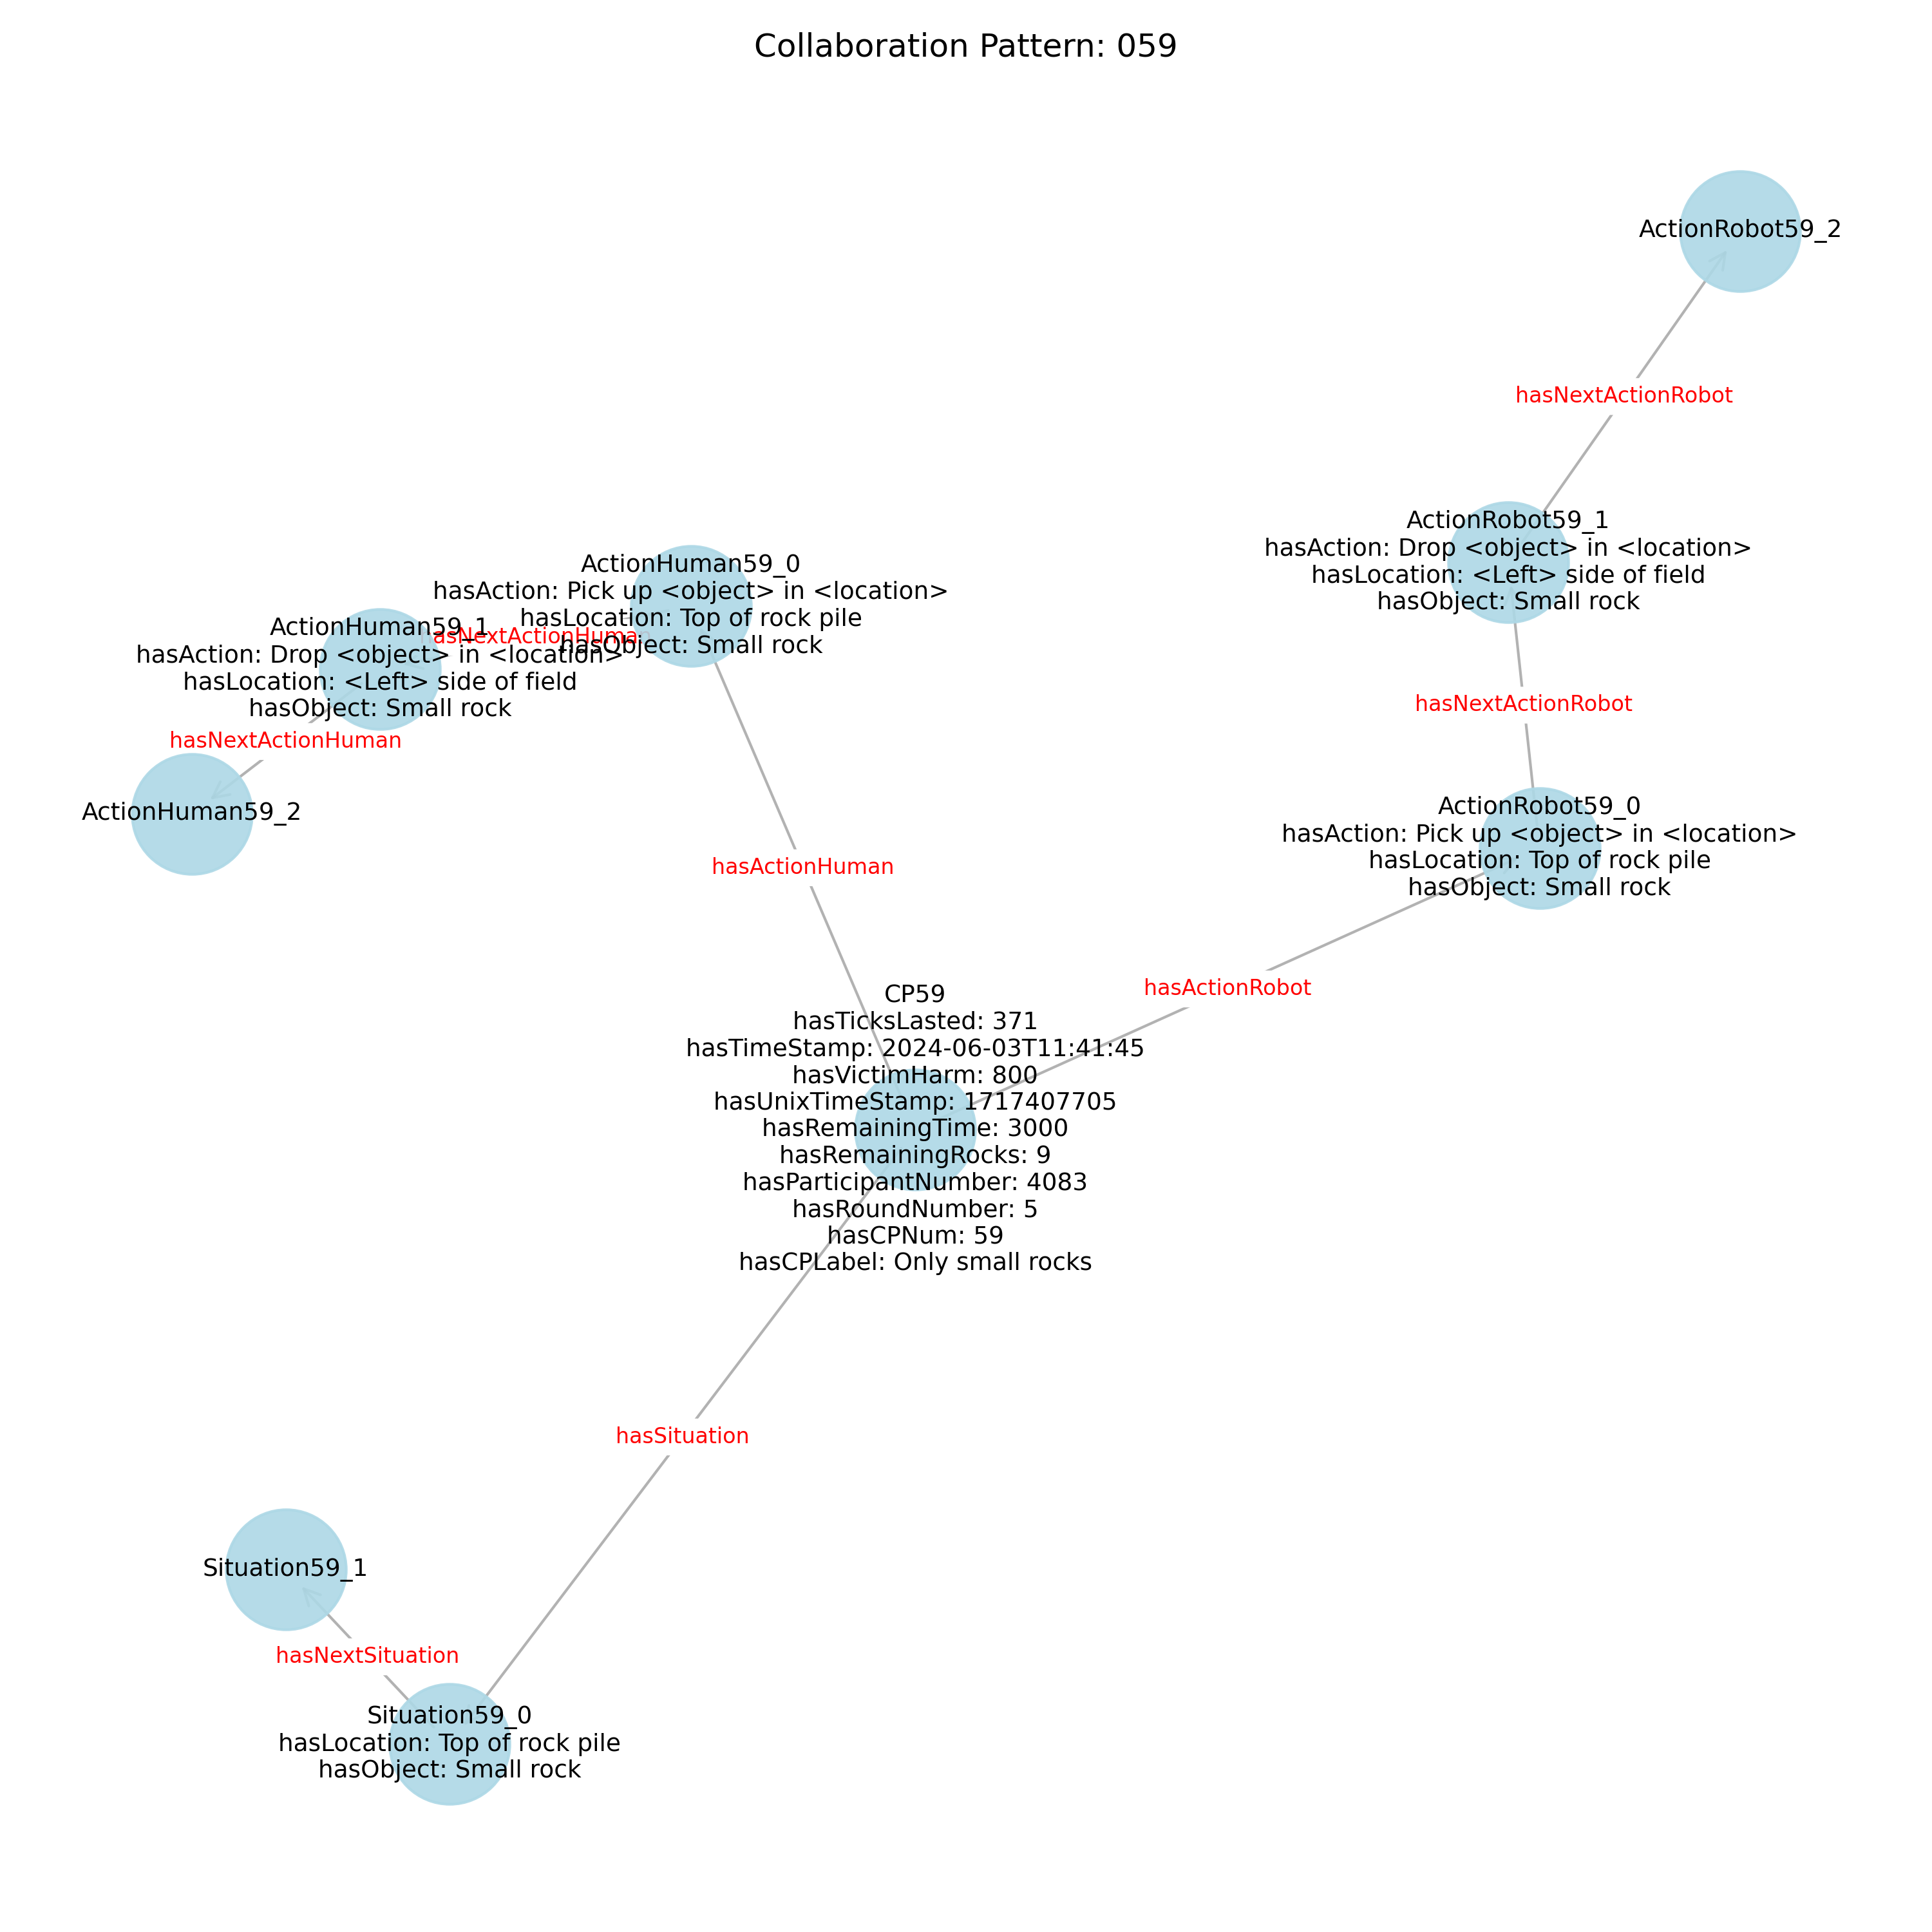 Collaboration Pattern: 059
ActionRobot59_2
hasNextActionRobot
ActionRobot59_1
hasAction: Drop <object> in <location>
hasLocation: <Left> side of field
hasObject: Small rock
ActionHuman59_0
hasAction: Pick up <object> in <location>
hasLocation: Top of rock pile
hasObject: Small rock
hasNextActionHuman
ActionHuman59_1
hasAction: Drop <object> in <location>
hasLocation: <Left> side of field
hasObject: Small rock
hasNextActionHuman
ActionHuman59_2
hasNextActionRobot
ActionRobot59_0
hasAction: Pick up <object> in <location>
hasLocation: Top of rock pile
hasObject: Small rock
hasActionHuman
hasActionRobot
CP59
hasTicksLasted: 371
hasTimeStamp: 2024-06-03T11:41:45
hasVictimHarm: 800
hasUnixTimeStamp: 1717407705
hasRemainingTime: 3000
hasRemainingRocks: 9
hasParticipantNumber: 4083
hasRoundNumber: 5
hasCPNum: 59
hasCPLabel: Only small rocks
hasSituation
Situation59_1
hasNextSituation
Situation59_0
hasLocation: Top of rock pile
hasObject: Small rock